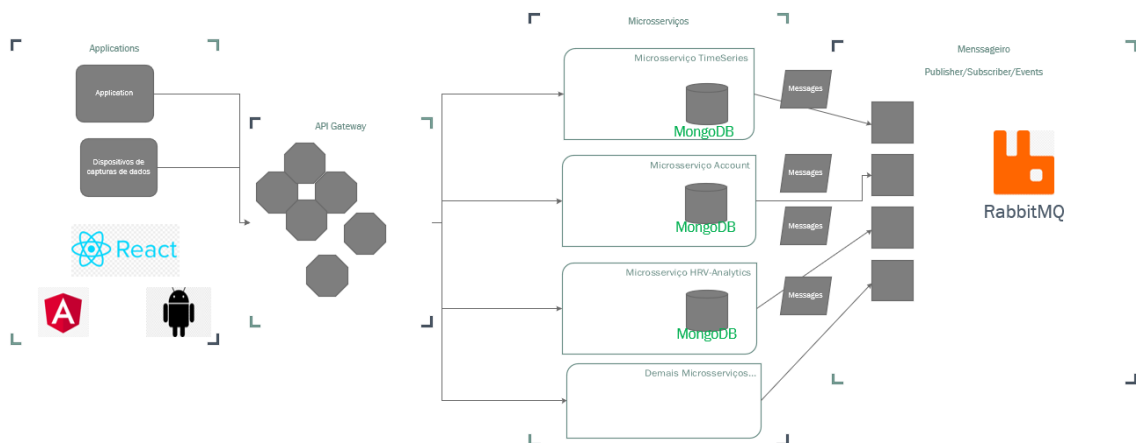 Applications
Application
Dispositivos de
capturas de dados
React
A
API Gateway
Microsserviços
Microsserviço TimeSeries
MongoDB
Microsserviço Account
MongoDB
Microsserviço HRV-Analytics
MongoDB
Demais Microsserviços...
Messages
Messages
Messages
Messages
Menssageiro
Publisher/Subscriber/Events
RabbitMQ